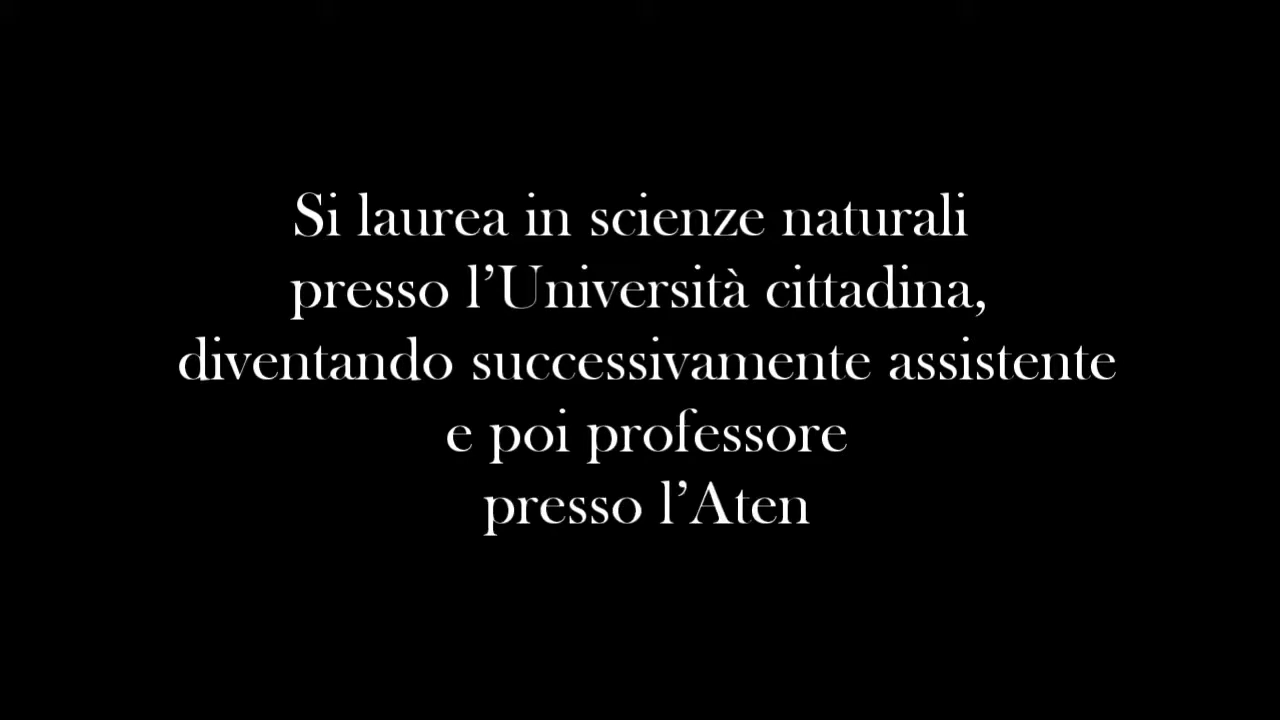 Si laurea in scienze naturali
presso l’Università cittadina,
diventando successivamente assistente
e poi professore
presso l’Aten